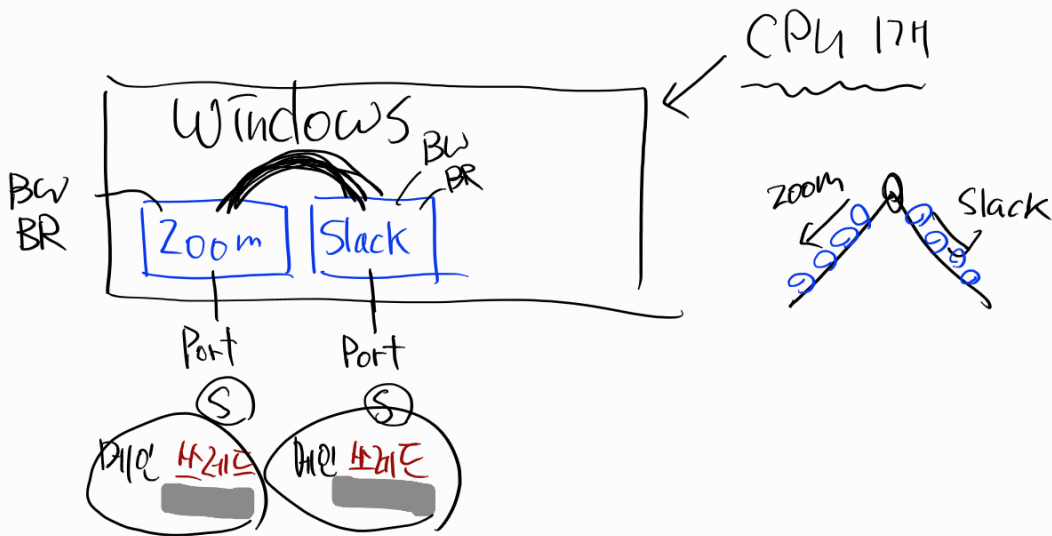 CPU 1개
Windows
BW
BR
BW
BR
Zoom
Slack
Zoom
Slack
Port
Port
S
S
메인 쓰레드
메인 쓰레드